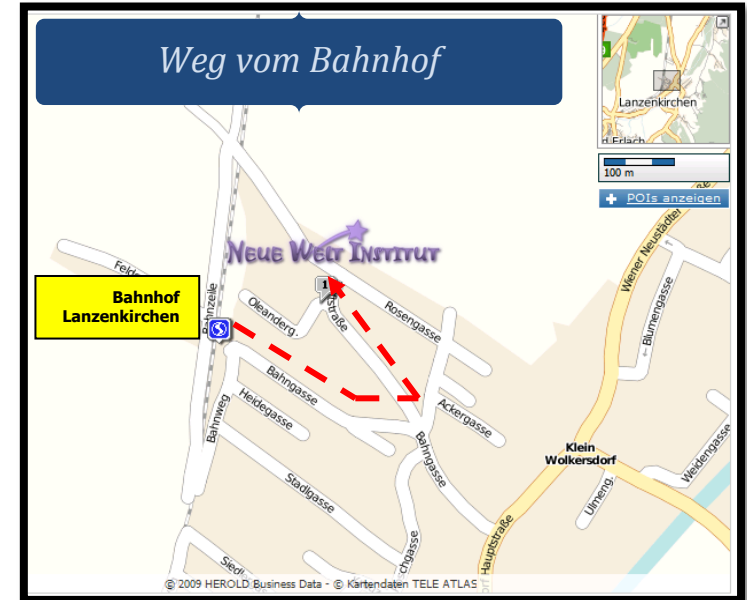 Weg vom Bahnhof
Lanzenkirchen
100 m
POIs anzeigen
Wiener Neustädter
NEUE WELT INSTITUT
Bahnhof
Lanzenkirchen
1
Oleanderg.
Rosengasse
Blumengasse
Bahngasse
Heidegasse
Bahnweg
Ackergasse
Bahngasse
Klein
Wolkersdorf
Weidengasse
Ulmeng.
Stadlgasse
Hauptstraße
© 2009 HEROLD Business Data - © Kartendaten TELE ATLAS